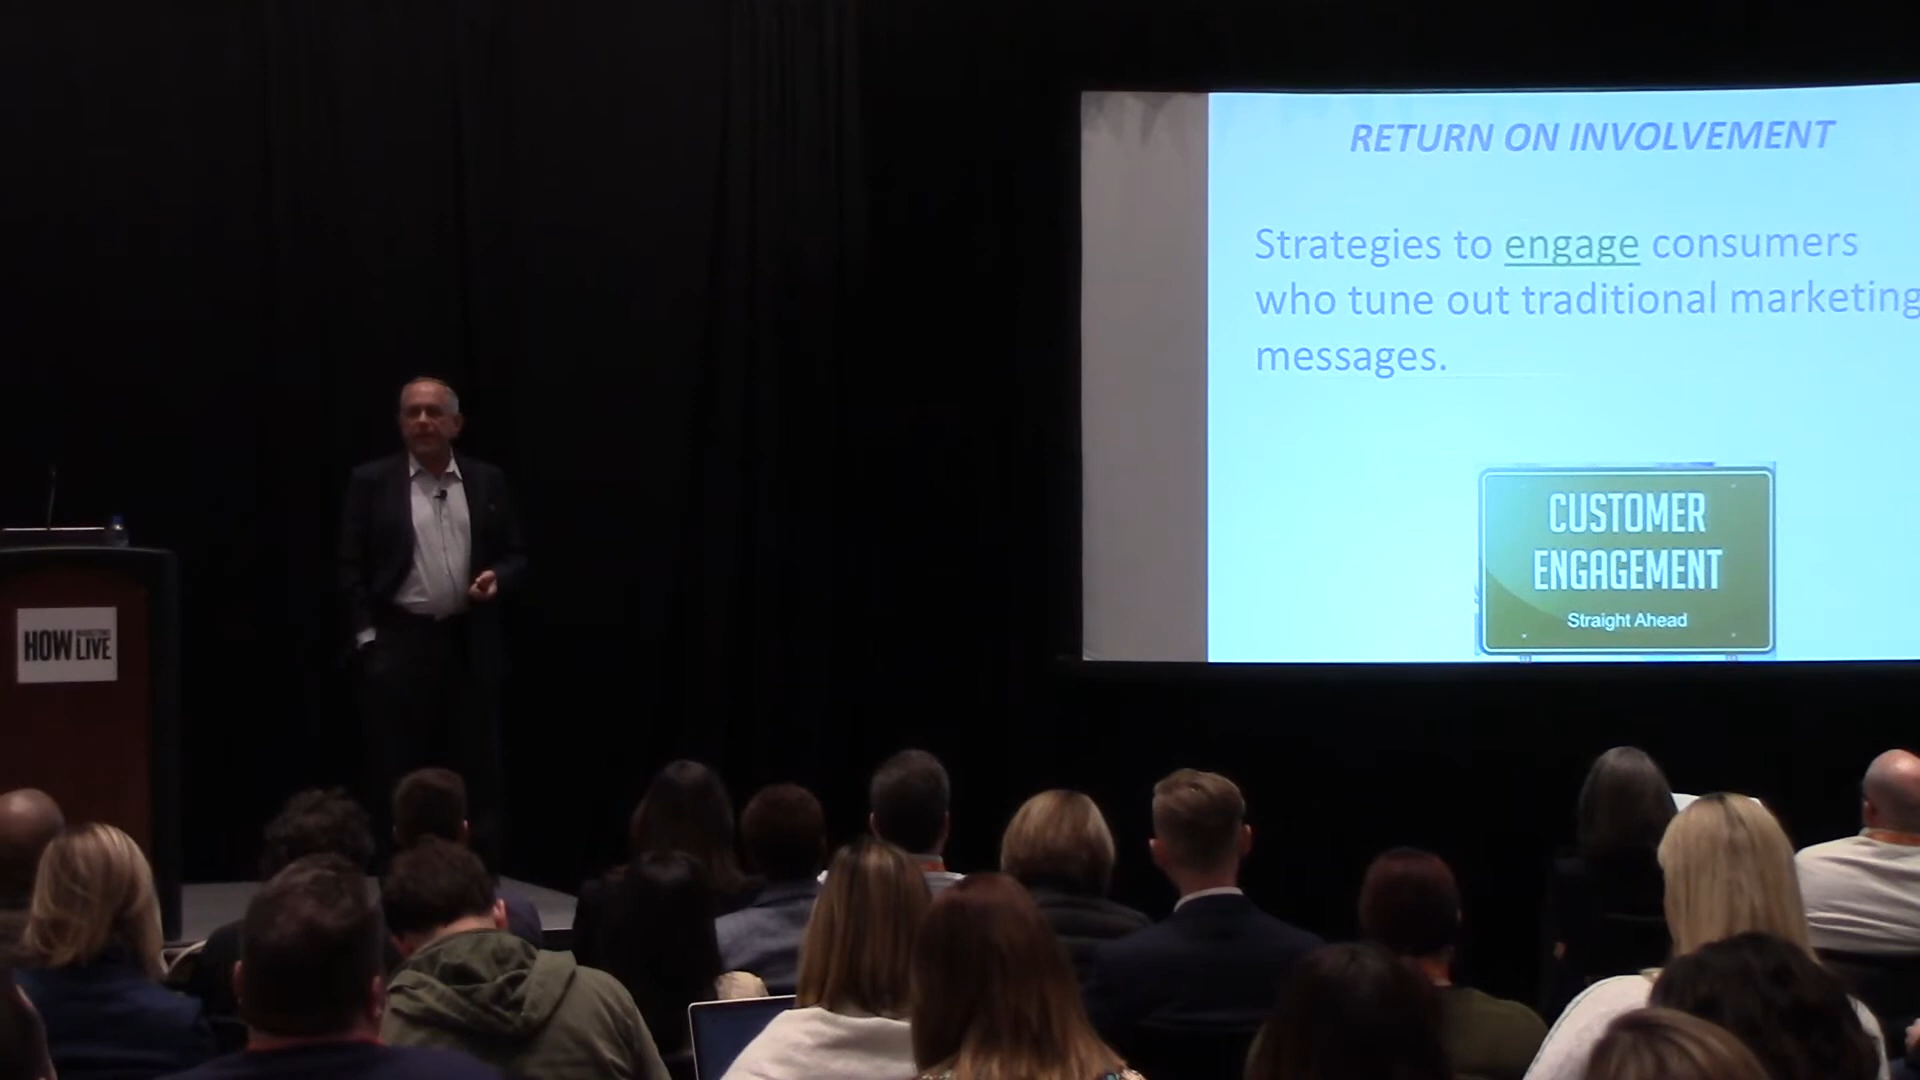 RETURN ON INVOLVEMENT
Strategies to engage consumers
who tune out traditional marketing
messages.
CUSTOMER
ENGAGEMENT
Straight Ahead
HOW MARKETING LIVE